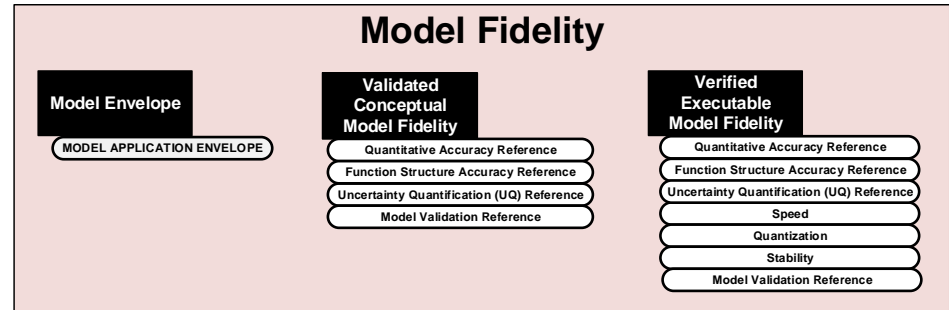 Model Fidelity
Model Envelope
MODEL APPLICATION ENVELOPE
Validated
Conceptual
Model Fidelity
Quantitative Accuracy Reference
Function Structure Accuracy Reference
Uncertainty Quantification (UQ) Reference
Model Validation Reference
Verified
Executable
Model Fidelity
Quantitative Accuracy Reference
Function Structure Accuracy Reference
Uncertainty Quantification (UQ) Reference
Speed
Quantization
Stability
Model Validation Reference